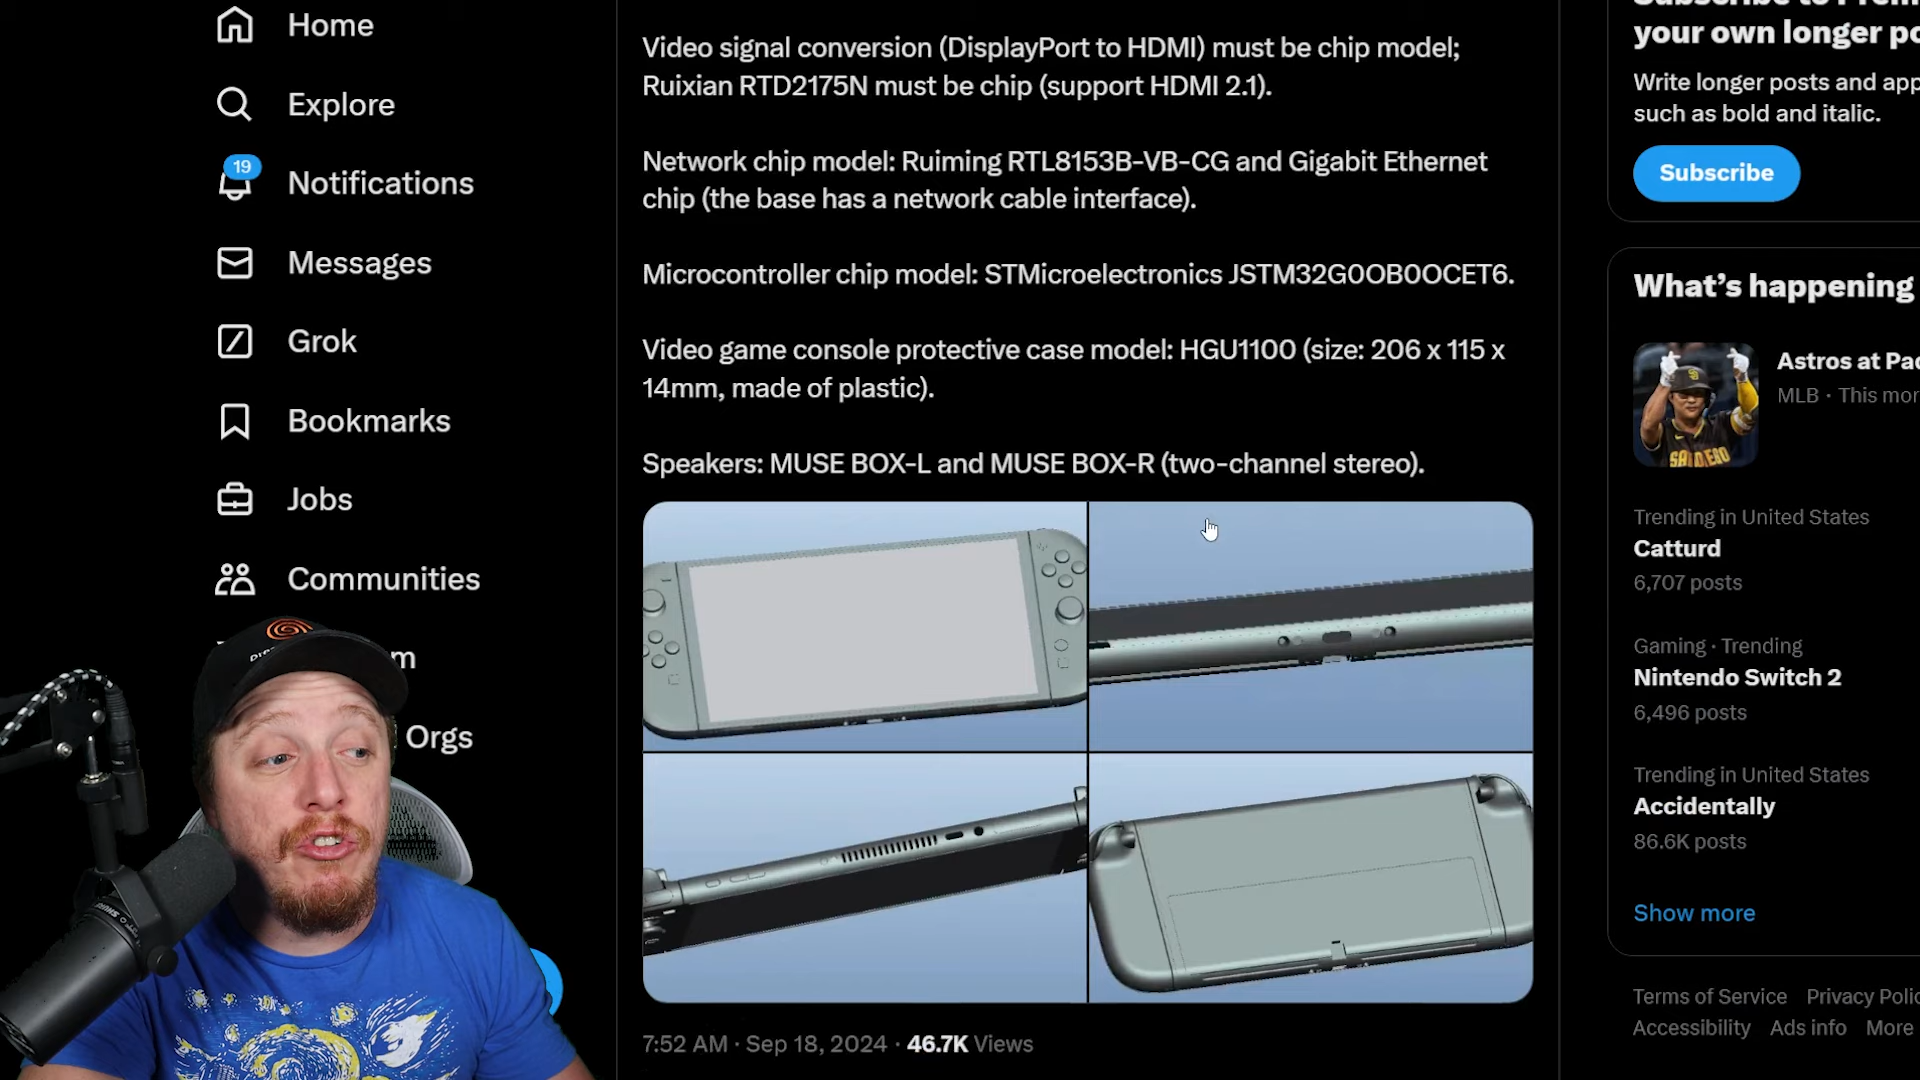 Home
Explore
19
Notifications
Messages
Grok
Bookmarks
Jobs
Communities
m
Orgs
Video signal conversion (DisplayPort to HDMI) must be chip model;
Ruixian RTD2175N must be chip (support HDMI 2.1).
Network chip model: Ruiming RTL8153B-VB-CG and Gigabit Ethernet
chip (the base has a network cable interface).
Microcontroller chip model: STMicroelectronics JSTM32G0OB0OCET6.
Video game console protective case model: HGU1100 (size: 206 x 115 x
14mm, made of plastic).
Speakers: MUSE BOX-L and MUSE BOX-R (two-channel stereo).
7:52 AM · Sep 18, 2024 · 46.7K Views
your own longer po
Write longer posts and app
such as bold and italic.
Subscribe
What's happening
Astros at Pad
MLB · This mor
Trending in United States
Catturd
6,707 posts
Gaming · Trending
Nintendo Switch 2
6,496 posts
Trending in United States
Accidentally
86.6K posts
Show more
Terms of Service Privacy Polic
Accessibility Ads info More